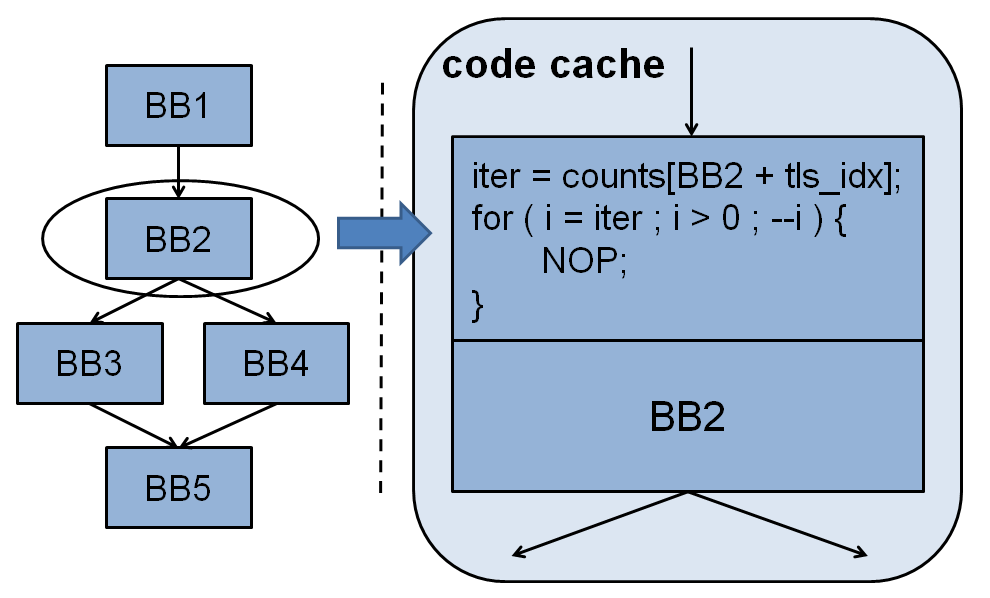 BB1
BB2
BB3
BB4
BB5
code cache
iter = counts[BB2 + tls_idx];
for ( i = iter ; i > 0 ; --i ) {
NOP;
}
BB2